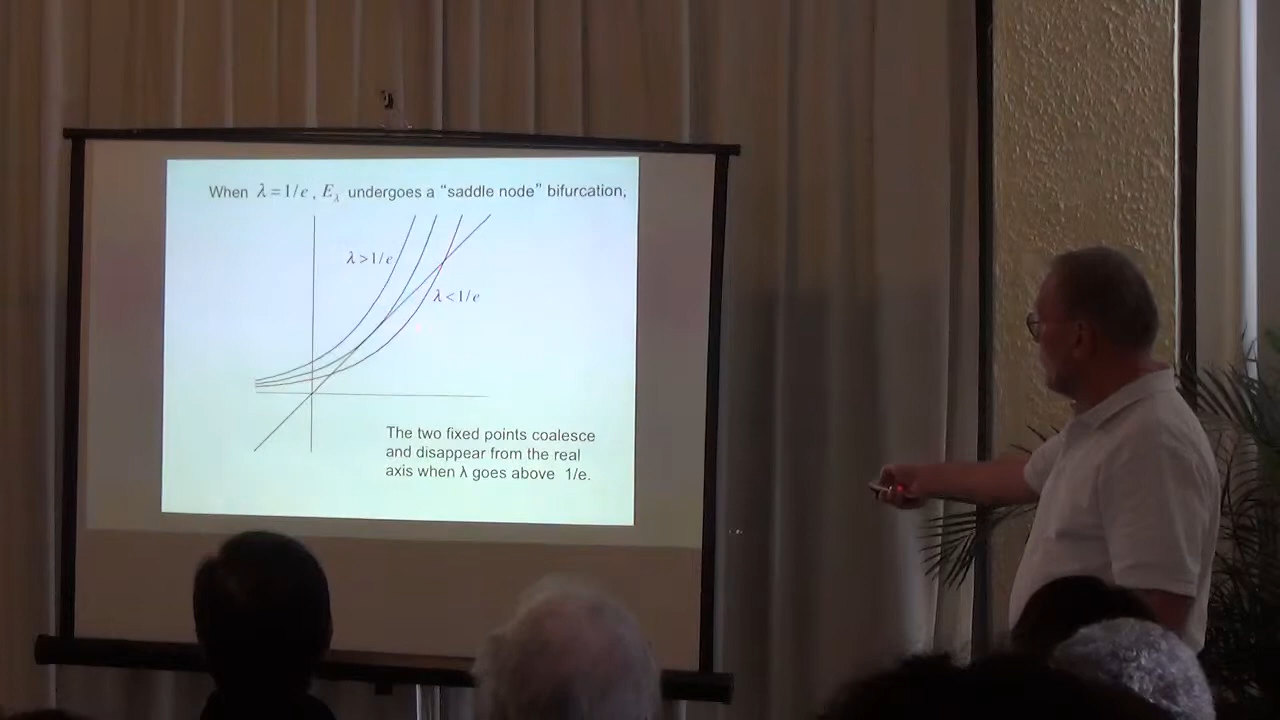 When λ=1/e, E_λ undergoes a “saddle node” bifurcation,
λ>1/e
λ<1/e
The two fixed points coalesce
and disappear from the real
axis when λ goes above 1/e.